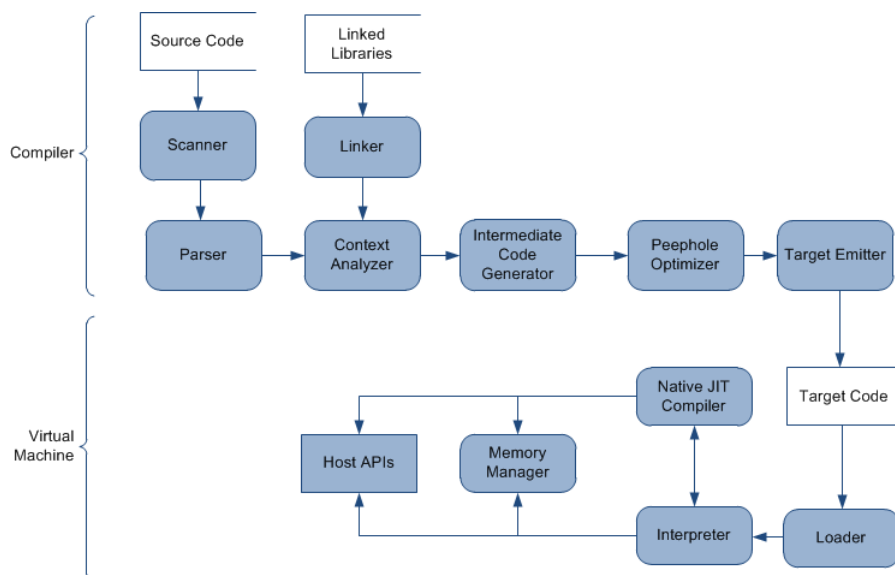 Source Code
Linked
Libraries
Compiler
Scanner
Linker
Parser
Context
Analyzer
Intermediate
Code
Generator
Peephole
Optimizer
Target Emitter
Virtual
Machine
Native JIT
Compiler
Target Code
Host APIs
Memory
Manager
Interpreter
Loader